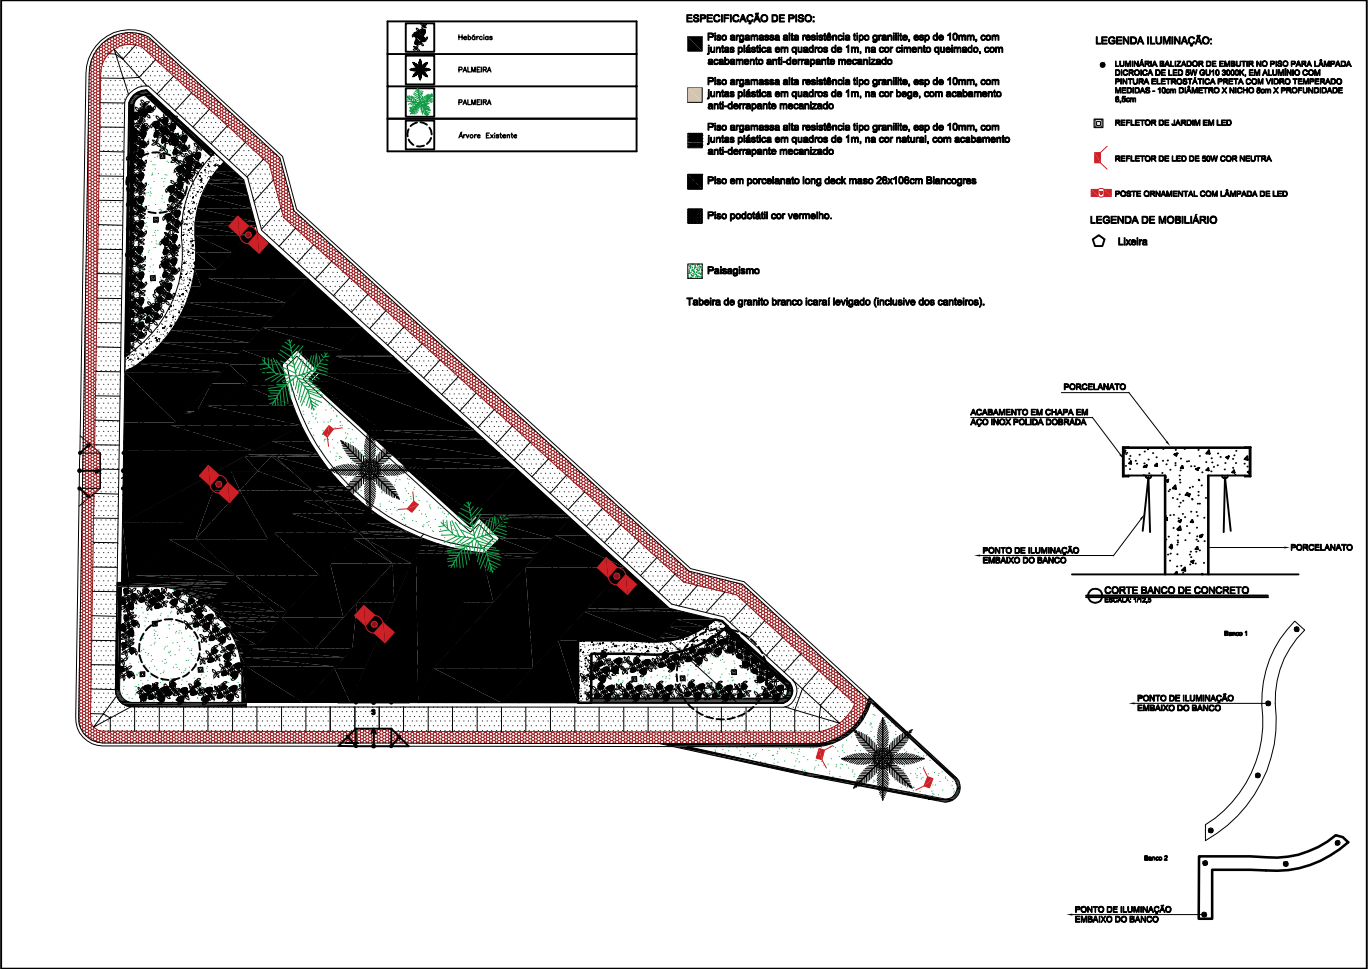 Hebárcias
PALMEIRA
PALMEIRA
Árvore Existente
ESPECIFICAÇÃO DE PISO:
Piso argamassa alta resistência tipo granilite, esp de 10mm, com
juntas plástica em quadros de 1m, na cor cimento queimado, com
acabamento anti-derrapante mecanizado
Piso argamassa alta resistência tipo granilite, esp de 10mm, com
juntas plástica em quadros de 1m, na cor bege, com acabamento
anti-derrapante mecanizado
Piso argamassa alta resistência tipo granilite, esp de 10mm, com
juntas plástica em quadros de 1m, na cor natural, com acabamento
anti-derrapante mecanizado
Piso em porcelanato long deck maso 26x106cm Biancogres
Piso podotátil cor vermelho.
Paisagismo
Tabeira de granito branco icaraí levigado (inclusive dos canteiros).
LEGENDA ILUMINAÇÃO:
LUMINÁRIA BALIZADOR DE EMBUTIR NO PISO PARA LÂMPADA
DICROICA DE LED 5W GU10 3000K, EM ALUMÍNIO COM
PINTURA ELETROSTÁTICA PRETA COM VIDRO TEMPERADO
MEDIDAS - 10cm DIÂMETRO X NICHO 8cm X PROFUNDIDADE
8,5cm
REFLETOR DE JARDIM EM LED
REFLETOR DE LED DE 50W COR NEUTRA
POSTE ORNAMENTAL COM LÂMPADA DE LED
LEGENDA DE MOBILIÁRIO
Lixeira
PORCELANATO
ACABAMENTO EM CHAPA EM
AÇO INOX POLIDA DOBRADA
PONTO DE ILUMINAÇÃO
EMBAIXO DO BANCO
PORCELANATO
CORTE BANCO DE CONCRETO
ESCALA: 1/12,5
Banco 1
PONTO DE ILUMINAÇÃO
EMBAIXO DO BANCO
Banco 2
PONTO DE ILUMINAÇÃO
EMBAIXO DO BANCO
S